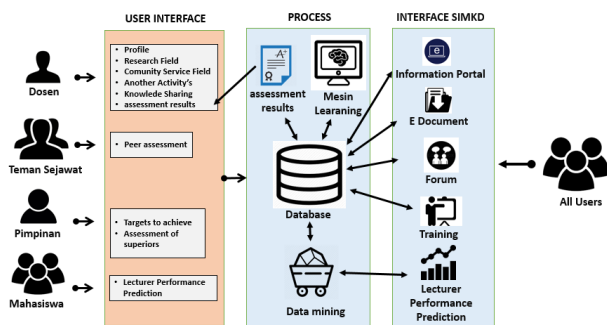 USER INTERFACE
PROCESS
INTERFACE SIMKD
Dosen
Teman Sejawat
Pimpinan
Mahasiswa
• Profile
• Research Field
• Comunity Service Field
• Another Activity's
• Knowlede Sharing
• assessment results
• Peer assessment
• Targets to achieve
• Assessment of
superiors
• Lecturer Performance
Prediction
assessment
results
Mesin
Learaning
Database
Data mining
Information Portal
E Document
Forum
Training
Lecturer
Performance
Prediction
All Users